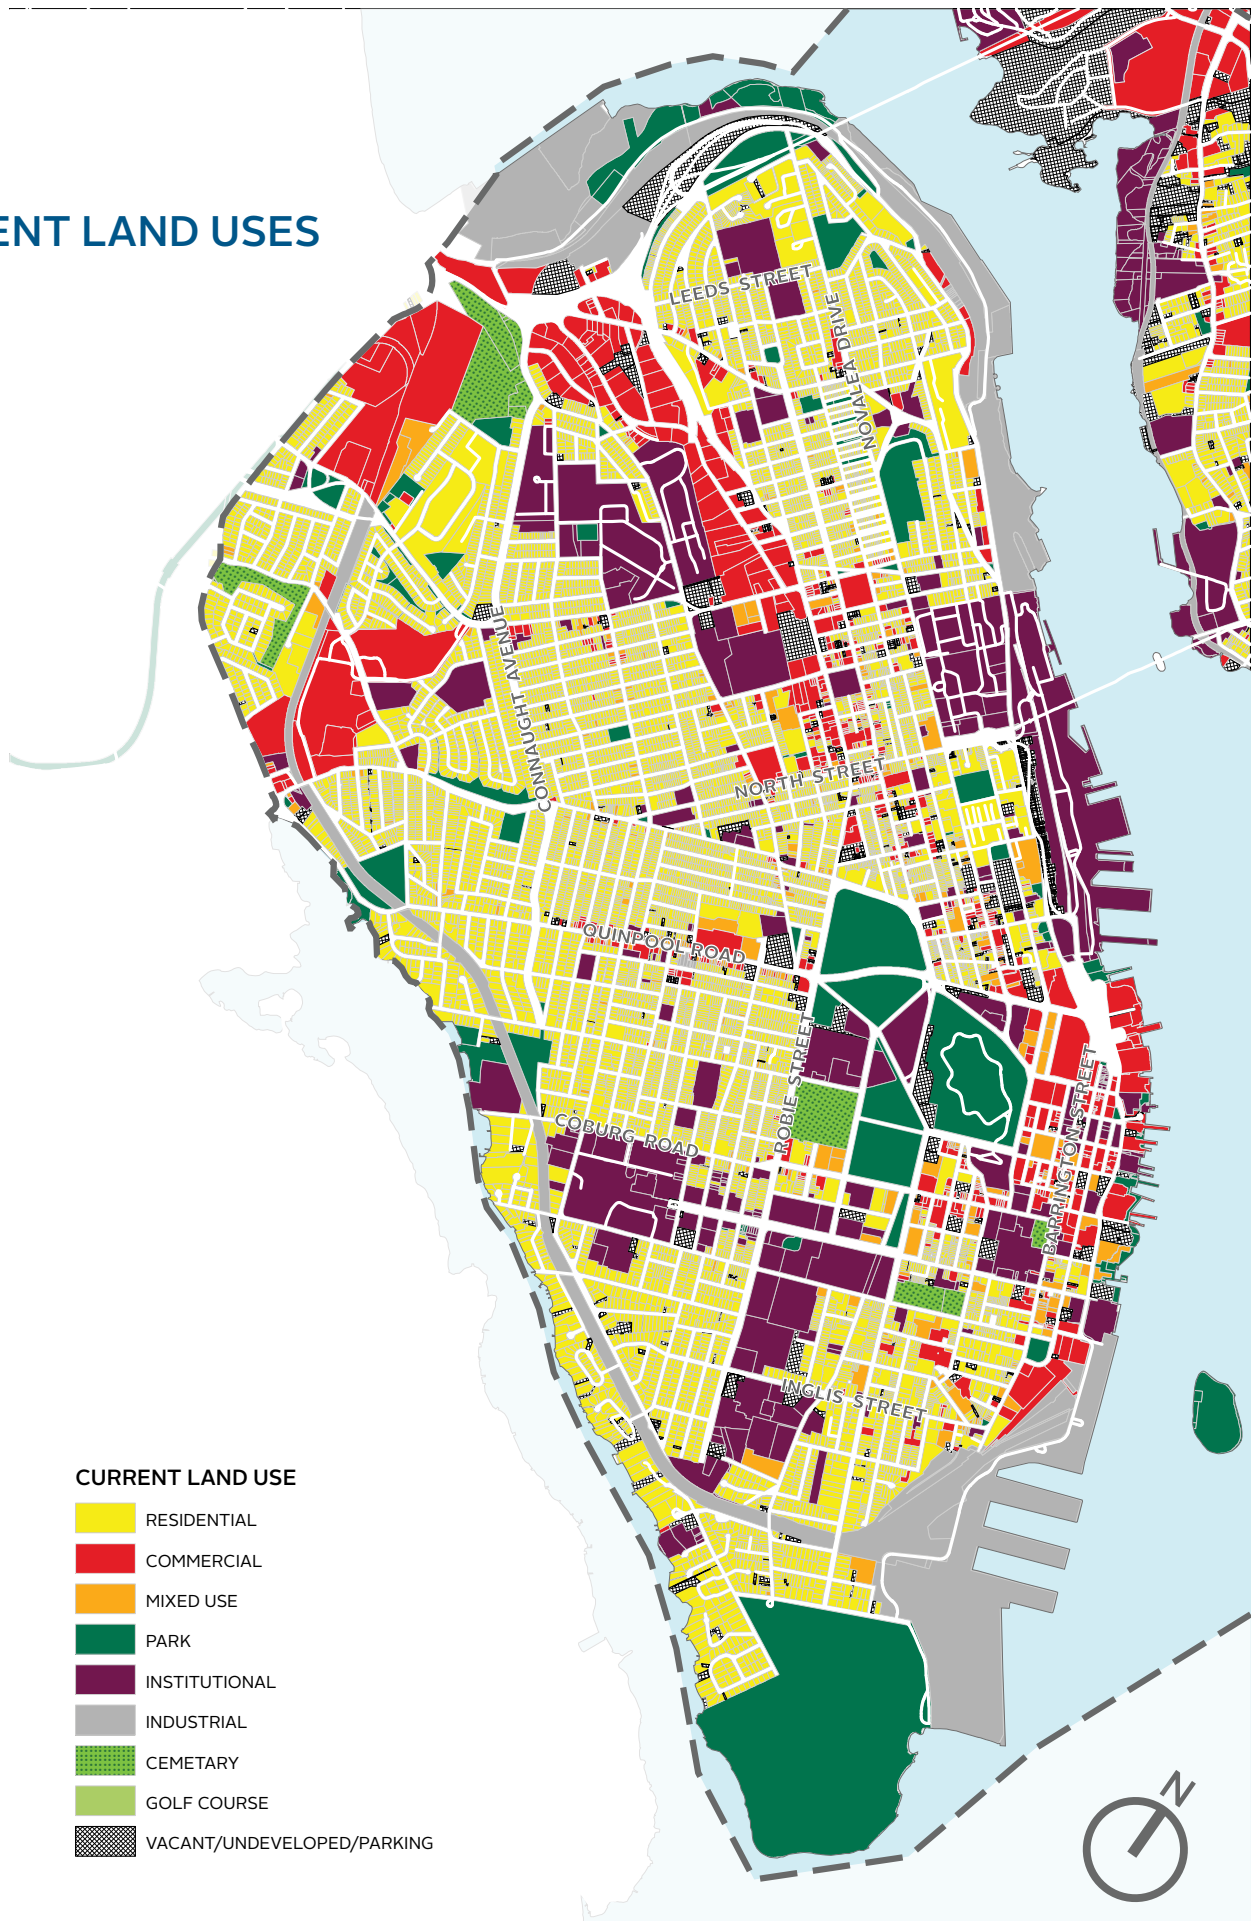 ENT LAND USES
LEEDS STREET
NOVALEA DRIVE
CONNAUGHT AVENUE
NORTH STREET
QUINPOOL ROAD
ROBIE STREET
BARRINGTON STREET
COBURG ROAD
INGLIS STREET
CURRENT LAND USE
RESIDENTIAL
COMMERCIAL
MIXED USE
PARK
INSTITUTIONAL
INDUSTRIAL
CEMETARY
GOLF COURSE
VACANT/UNDEVELOPED/PARKING
N